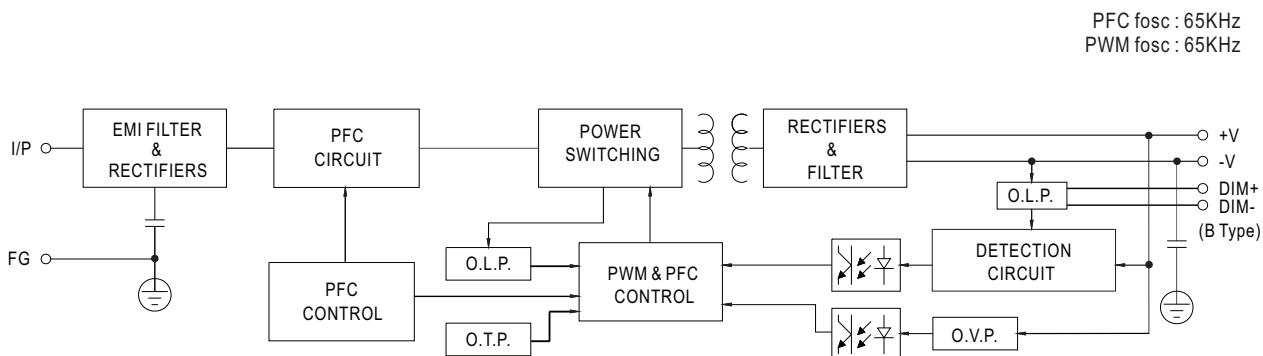 PFC fosc : 65KHz
PWM fosc : 65KHz
I/P
EMI FILTER
&
RECTIFIERS
PFC
CIRCUIT
POWER
SWITCHING
RECTIFIERS
&
FILTER
+V
-V
O.L.P.
DIM+
DIM-
(B Type)
FG
O.L.P.
PFC
CONTROL
O.T.P.
PWM & PFC
CONTROL
DETECTION
CIRCUIT
O.V.P.